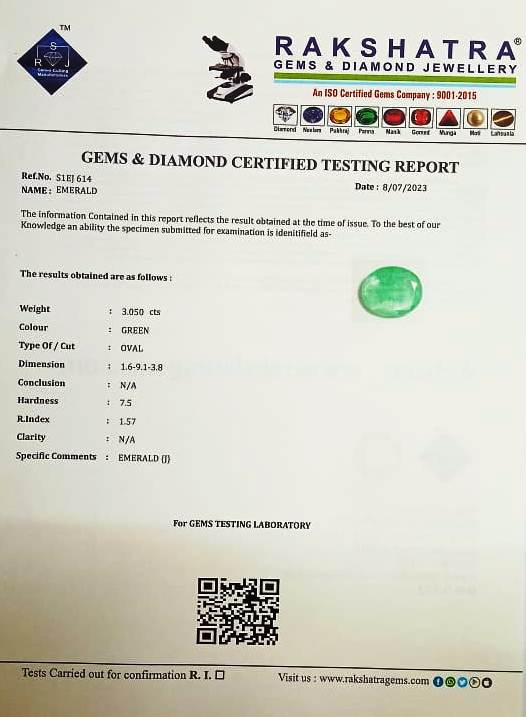 TM
S
R J
Gems Cutting
Manufacturer
RAKSHATRA®
GEMS & DIAMOND JEWELLERY
An ISO Certified Gems Company : 9001-2015
Diamond Neelam Pukhraj Panna Manik Gomed Munga Moti Lahsunia
GEMS & DIAMOND CERTIFIED TESTING REPORT
Ref.No. S1EJ 614
NAME : EMERALD
Date : 8/07/2023
The information Contained in this report reflects the result obtained at the time of issue. To the best of our
Knowledge an ability the specimen submitted for examination is idenitifield as-
The results obtained are as follows :
Weight : 3.050 cts
Colour : GREEN
Type Of / Cut : OVAL
Dimension : 1.6-9.1-3.8
Conclusion : N/A
Hardness : 7.5
R.Index : 1.57
Clarity : N/A
Specific Comments : EMERALD (J)
For GEMS TESTING LABORATORY
Tests Carried out for confirmation R. I. ☐
Visit us : www.rakshatragems.com